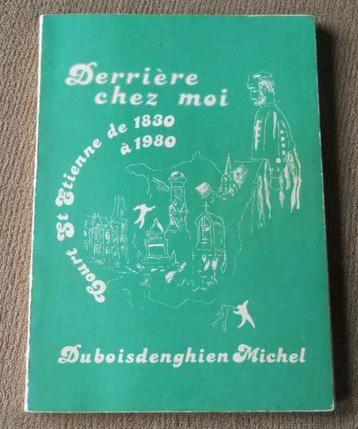 Derrière
chez moi
Court St Etienne de 1830
à 1980
Duboisdenghien Michel